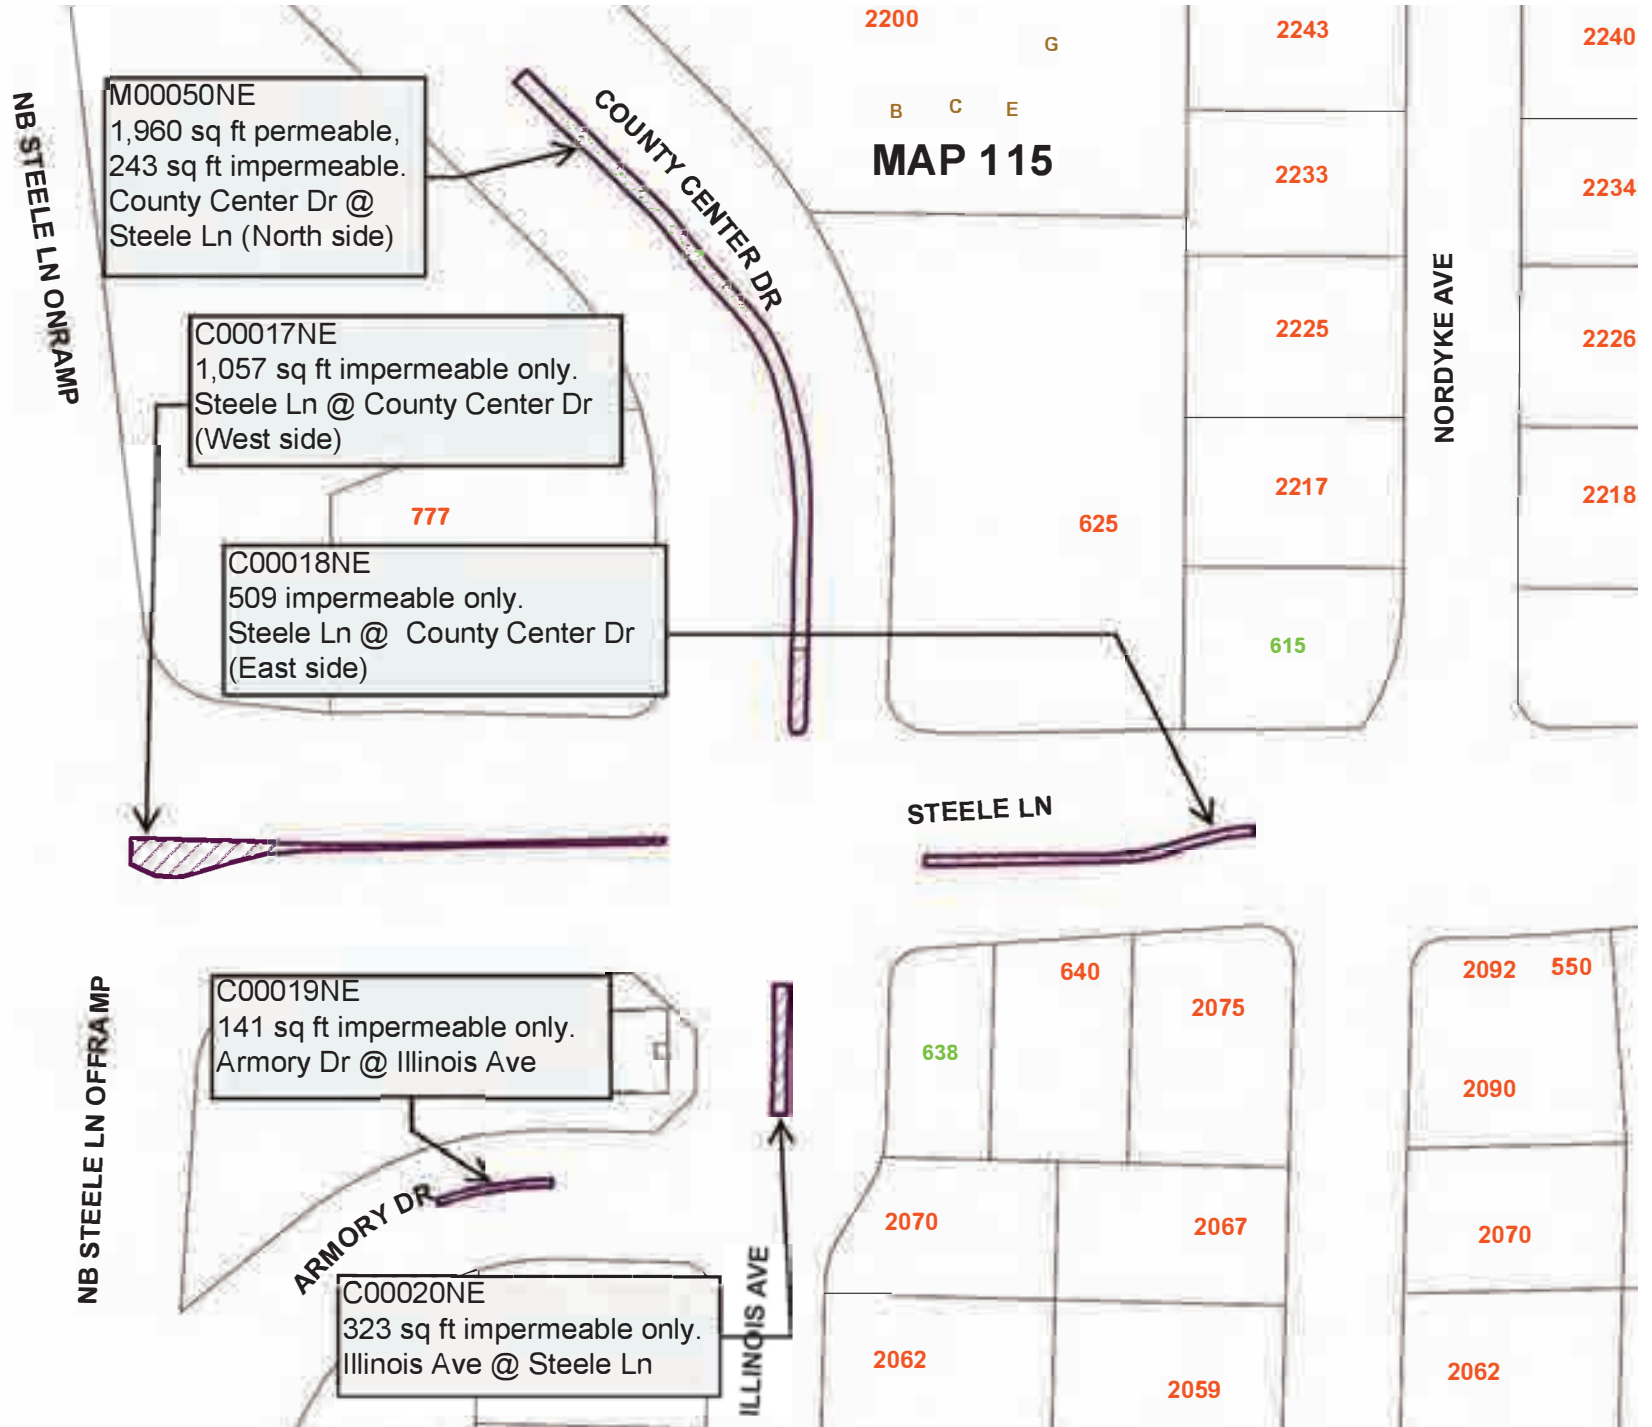 2200
G
2243
2240
M00050NE
1,960 sq ft permeable,
243 sq ft impermeable.
County Center Dr @
Steele Ln (North side)
NB STEELE LN ONRAMP
COUNTY CENTER DR
B C E
MAP 115
2233
2234
C00017NE
1,057 sq ft impermeable only.
Steele Ln @ County Center Dr
(West side)
2225
2226
NORDYKE AVE
777
625
2217
2218
C00018NE
509 impermeable only.
Steele Ln @  County Center Dr
(East side)
615
STEELE LN
NB STEELE LN OFFRAMP
C00019NE
141 sq ft impermeable only.
Armory Dr @ Illinois Ave
638
640
2075
2092
550
2090
ARMORY DR
2070
2067
2070
C00020NE
323 sq ft impermeable only.
Illinois Ave @ Steele Ln
ILLINOIS AVE
2062
2059
2062